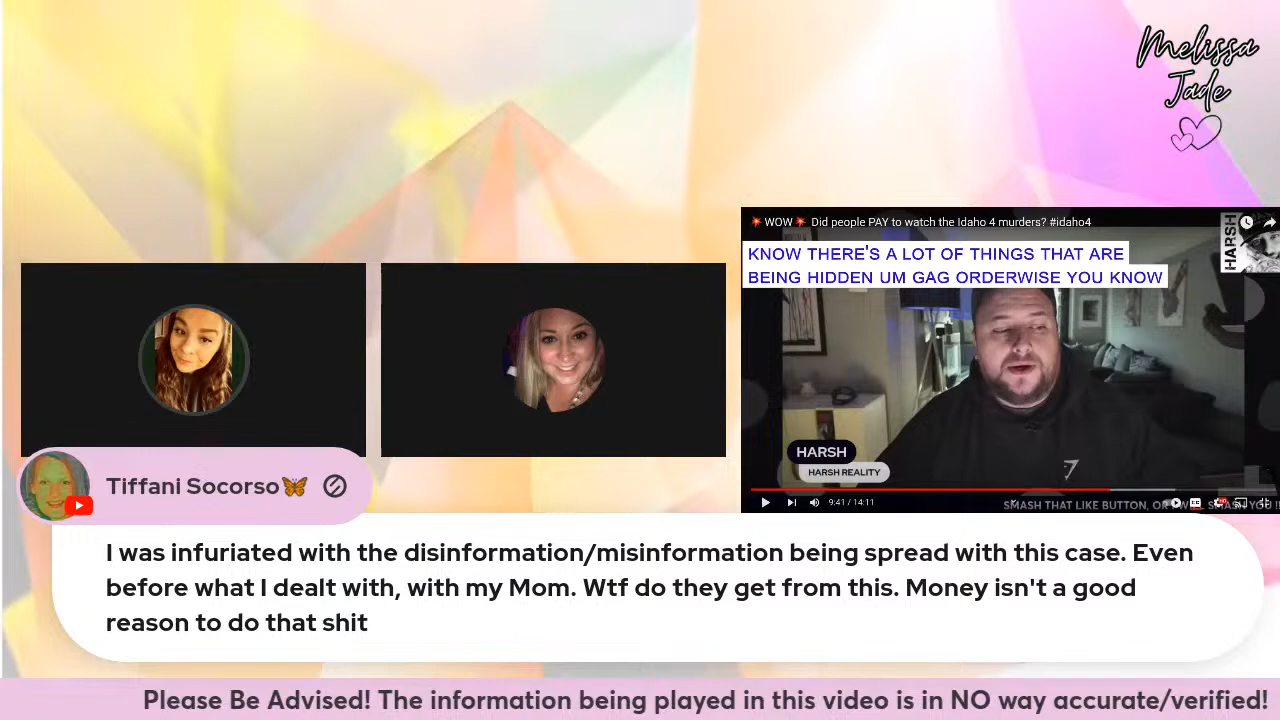 Melissa
Jade
💥WOW💥 Did people PAY to watch the Idaho 4 murders? #idaho4
HARSH
KNOW THERE'S A LOT OF THINGS THAT ARE
BEING HIDDEN UM GAG ORDERWISE YOU KNOW
HARSH
HARSH REALITY
9:41 / 14:11
SMASH THAT LIKE BUTTON, OR I WILL SMASH YOU !!
Tiffani Socorso🦋
I was infuriated with the disinformation/misinformation being spread with this case. Even
before what I dealt with, with my Mom. Wtf do they get from this. Money isn't a good
reason to do that shit
Please Be Advised! The information being played in this video is in NO way accurate/verified!